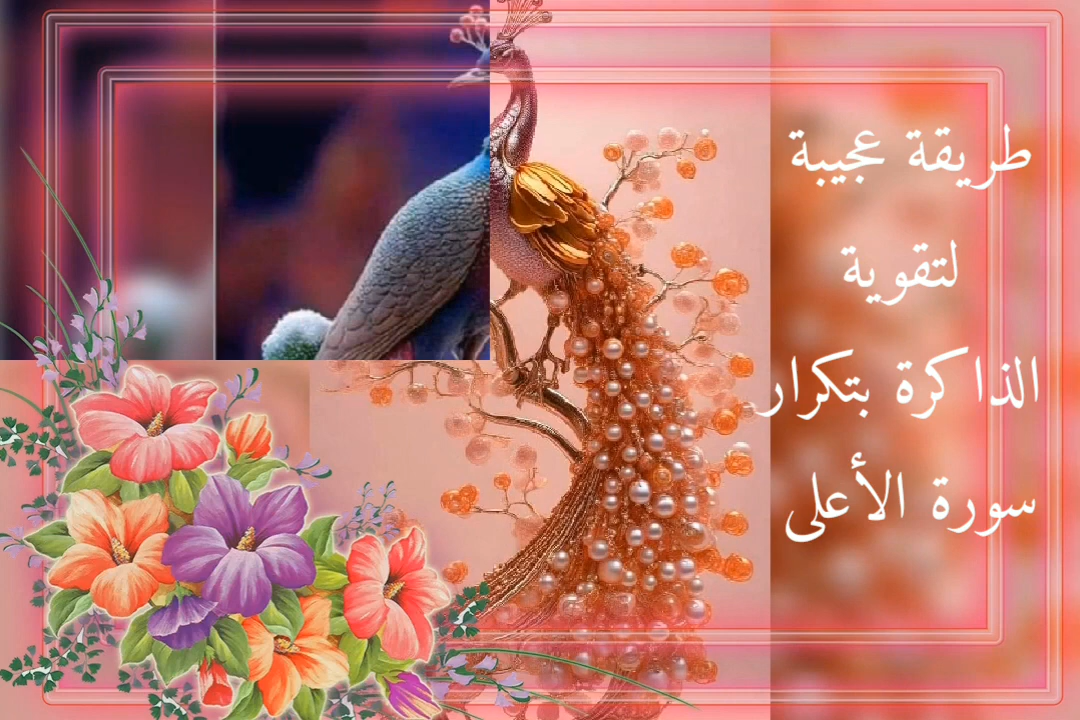 طريقة عجيبة
لتقوية
الذاكرة بتكرار
سورة الأعلى